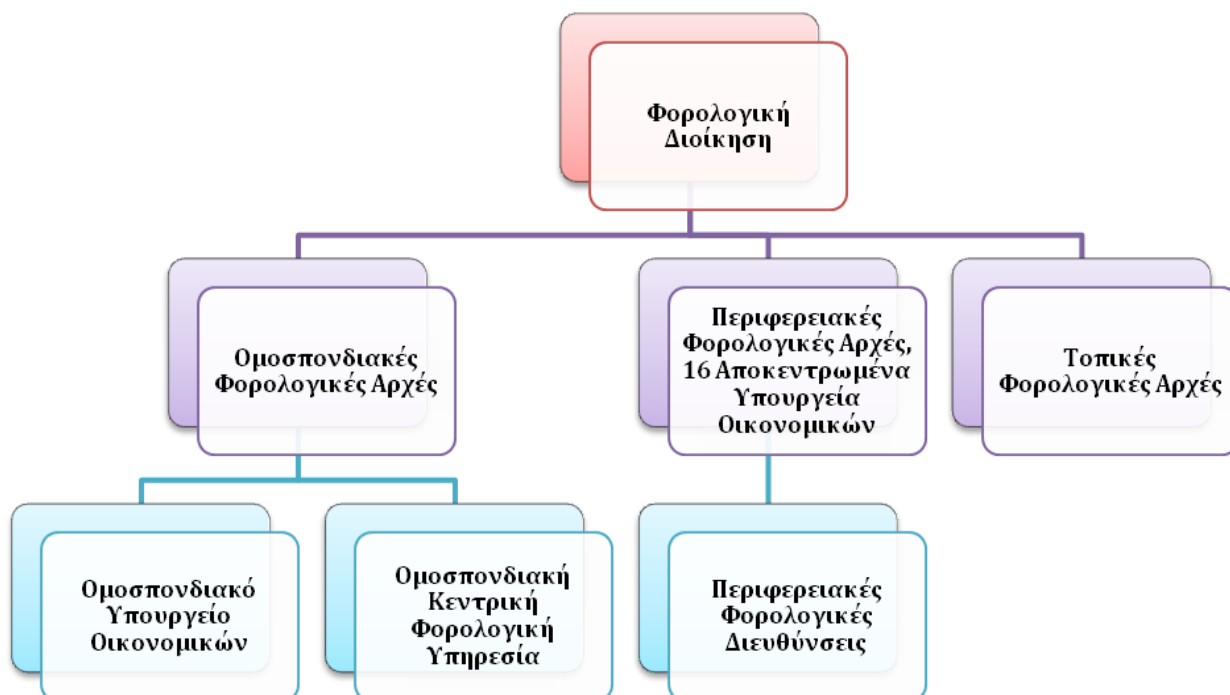 Φορολογική
Διοίκηση
Ομοσπονδιακές
Φορολογικές Αρχές
Περιφερειακές
Φορολογικές Αρχές,
16 Αποκεντρωμένα
Υπουργεία
Οικονομικών
Τοπικές
Φορολογικές Αρχές
Ομοσπονδιακό
Υπουργείο
Οικονομικών
Ομοσπονδιακή
Κεντρική
Φορολογική
Υπηρεσία
Περιφερειακές
Φορολογικές
Διευθύνσεις